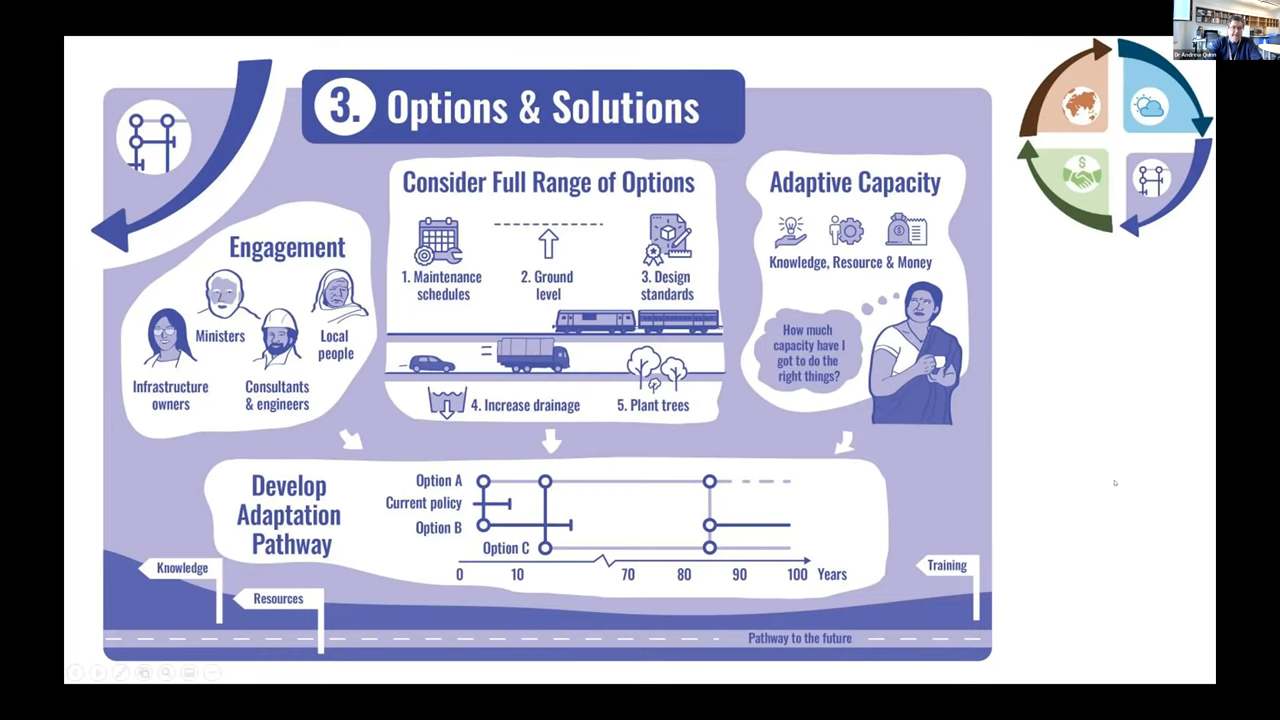 Dr Andrew Quinn
3. Options & Solutions
Engagement
Ministers
Local
people
Infrastructure
owners
Consultants
& engineers
Consider Full Range of Options
1. Maintenance
schedules
2. Ground
level
3. Design
standards
4. Increase drainage
5. Plant trees
Adaptive Capacity
Knowledge, Resource & Money
How much
capacity have I
got to do the
right things?
Develop
Adaptation
Pathway
Option A
Current policy
Option B
Option C
0 10 70 80 90 100 Years
Knowledge
Resources
Training
Pathway to the future